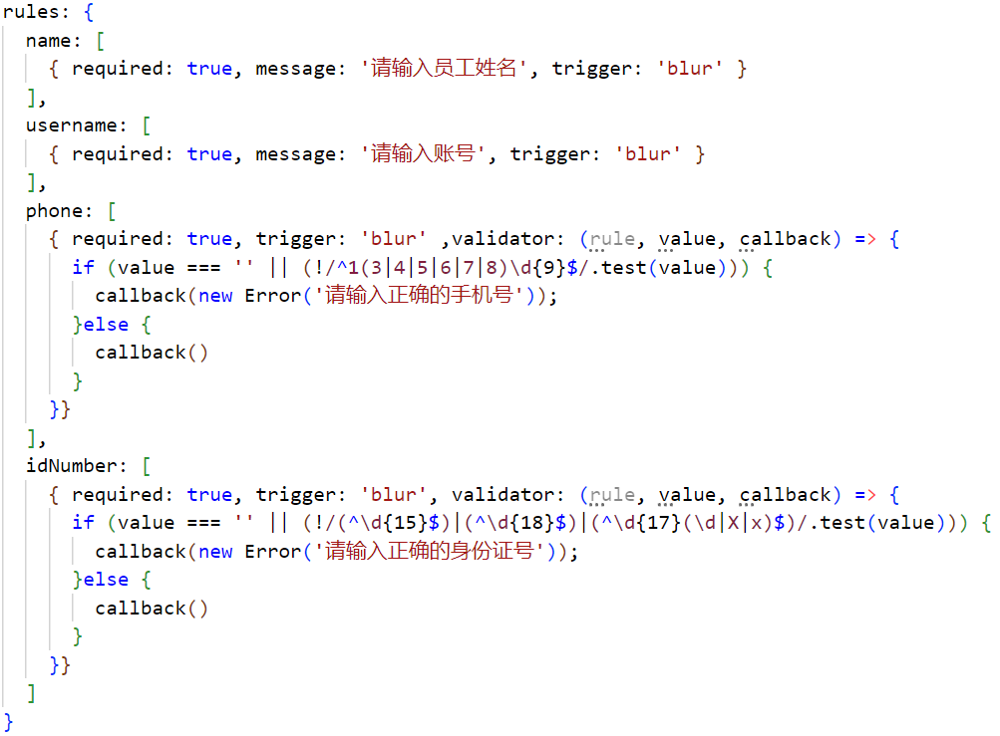 rules: {
  name: [
    { required: true, message: '请输入员工姓名', trigger: 'blur' }
  ],
  username: [
    { required: true, message: '请输入账号', trigger: 'blur' }
  ],
  phone: [
    { required: true, trigger: 'blur' ,validator: (rule, value, callback) => {
      if (value === '' || (!/^1(3|4|5|6|7|8)\d{9}$/.test(value))) {
        callback(new Error('请输入正确的手机号'));
      }else {
        callback()
      }
    }}
  ],
  idNumber: [
    { required: true, trigger: 'blur', validator: (rule, value, callback) => {
      if (value === '' || (!/(^\d{15}$)|(^\d{18}$)|(^\d{17}(\d|X|x)$)/.test(value))) {
        callback(new Error('请输入正确的身份证号'));
      }else {
        callback()
      }
    }}
  ]
}